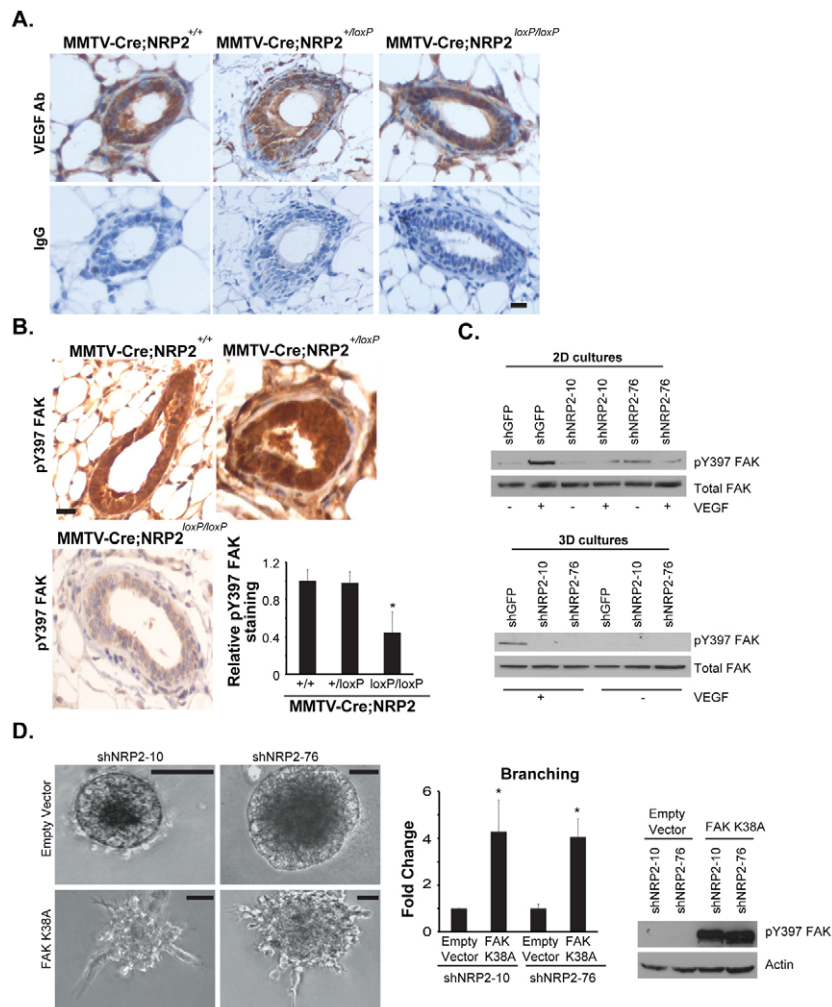 A.
MMTV-Cre;NRP2+/+
MMTV-Cre;NRP2+/loxP
MMTV-Cre;NRP2loxP/loxP
VEGF Ab
IgG
B.
MMTV-Cre;NRP2+/+
MMTV-Cre;NRP2+/loxP
pY397 FAK
MMTV-Cre;NRP2loxP/loxP
pY397 FAK
Relative pY397 FAK
staining
1.2
0.8
0.4
0
*
+/+ +/loxP loxP/loxP
MMTV-Cre;NRP2
C.
2D cultures
shGFP shGFP shNRP2-10 shNRP2-10 shNRP2-76 shNRP2-76
pY397 FAK
Total FAK
- + - + - + VEGF
3D cultures
shGFP shNRP2-10 shNRP2-76 shGFP shNRP2-10 shNRP2-76
pY397 FAK
Total FAK
+ - VEGF
D.
shNRP2-10 shNRP2-76
Empty Vector
FAK K38A
Branching
Fold Change
6
4
2
0
* *
Empty FAK Empty FAK
Vector K38A Vector K38A
shNRP2-10 shNRP2-76
Empty
Vector
FAK K38A
shNRP2-10 shNRP2-76 shNRP2-10 shNRP2-76
pY397 FAK
Actin